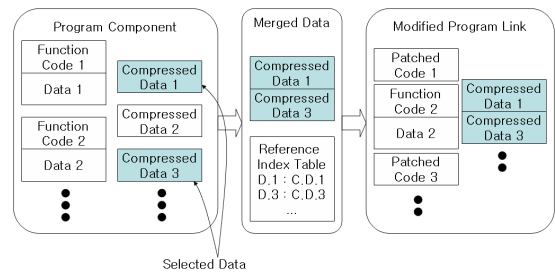 Program Component
Function
Code 1
Data 1
Function
Code 2
Data 2
Compressed
Data 1
Compressed
Data 2
Compressed
Data 3
Selected Data
Merged Data
Compressed
Data 1
Compressed
Data 3
Reference
Index Table
D.1 : C.D.1
D.3 : C.D.3
...
Modified Program Link
Patched
Code 1
Function
Code 2
Data 2
Patched
Code 3
Compressed
Data 1
Compressed
Data 3